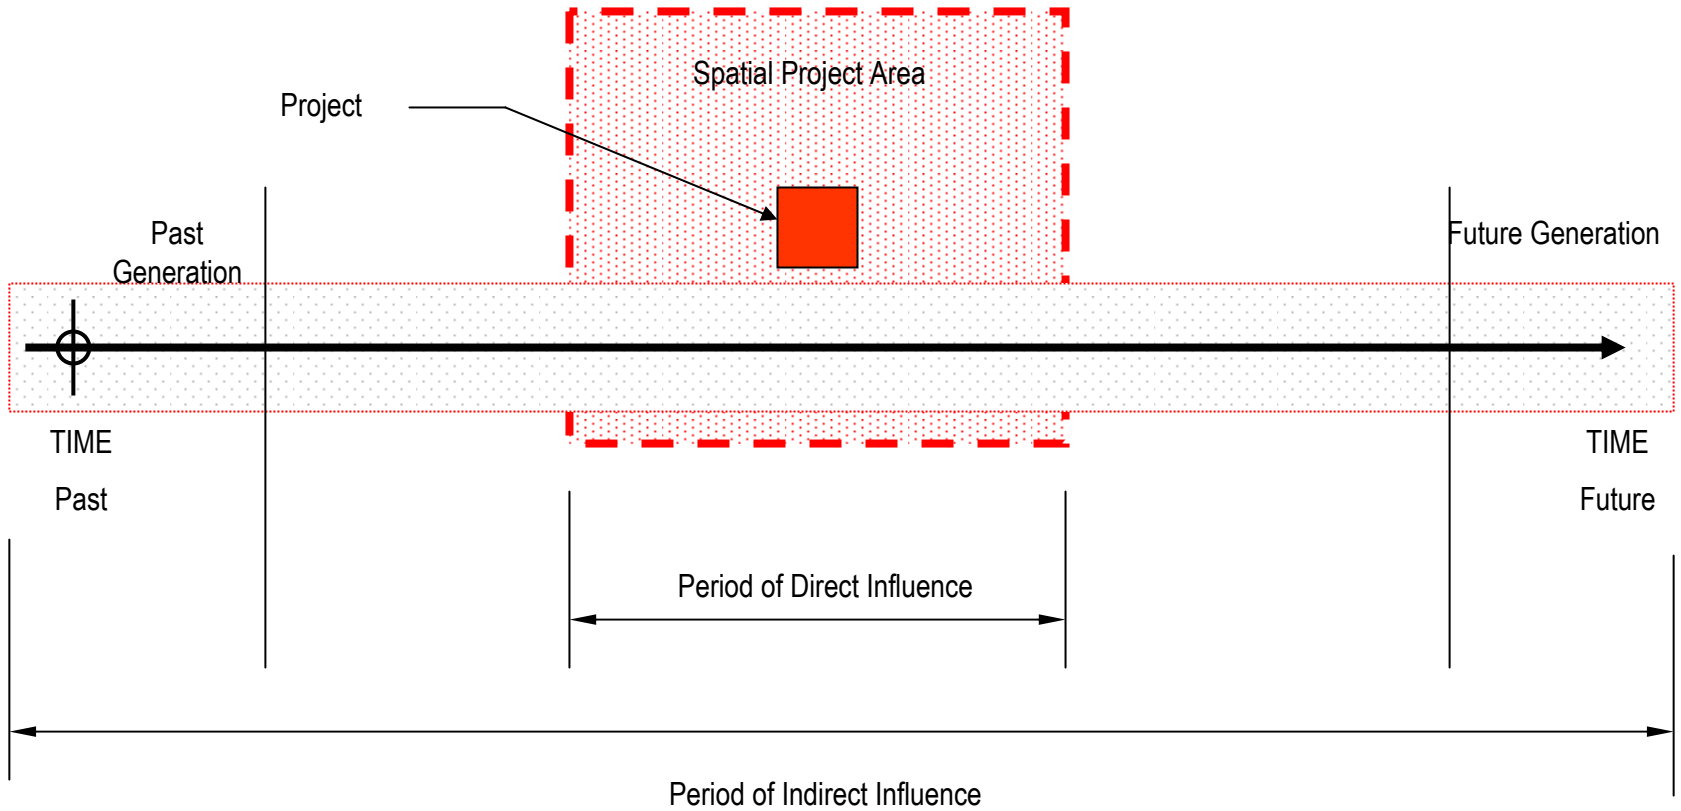 Spatial Project Area
Project
Past
Generation
Future Generation
TIME
Past
TIME
Future
Period of Direct Influence
Period of Indirect Influence